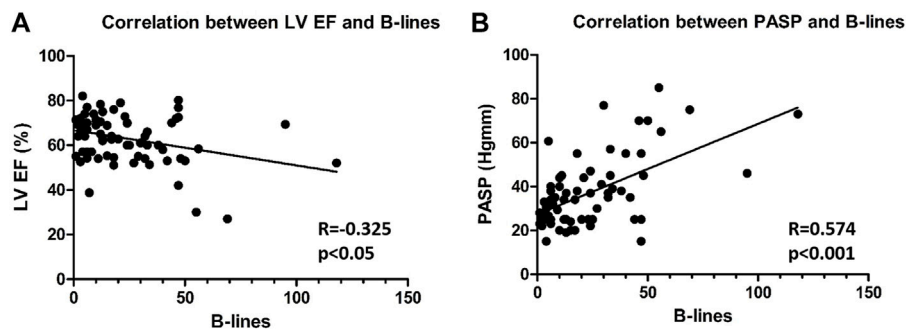 A
Correlation between LV EF and B-lines
100
80
60
40
20
0
LV EF (%)
R=-0.325
p<0.05
0
50
100
150
B-lines
B
Correlation between PASP and B-lines
100
80
60
40
20
0
PASP (Hgmm)
R=0.574
p<0.001
0
50
100
150
B-lines